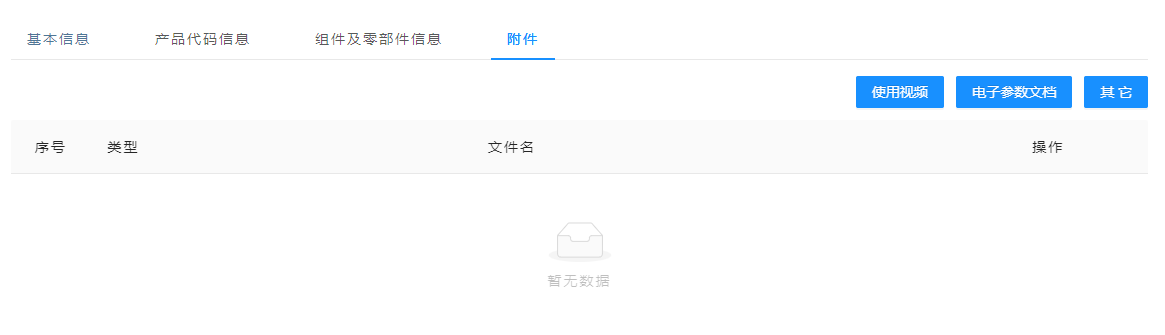 基本信息 产品代码信息 组件及零部件信息 附件
使用视频 电子参数文档 其 它
序号 类型 文件名 操作
暂无数据